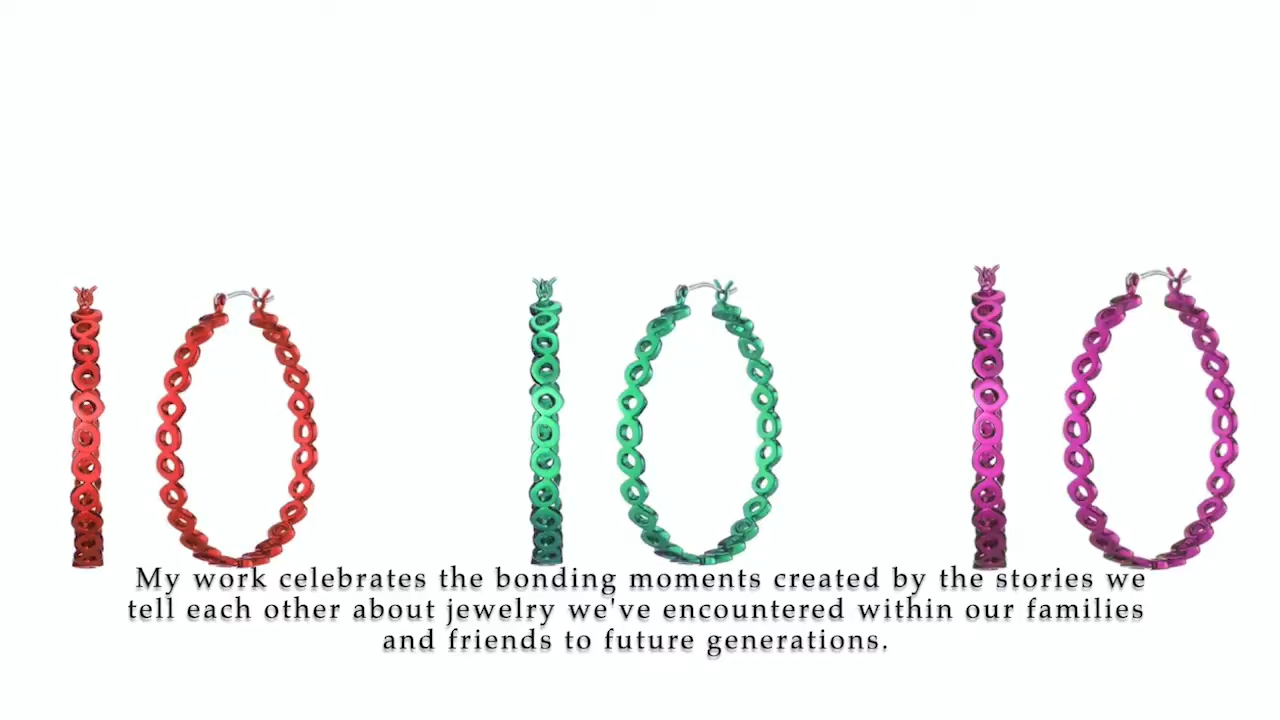 My work celebrates the bonding moments created by the stories we
tell each other about jewelry we've encountered within our families
and friends to future generations.